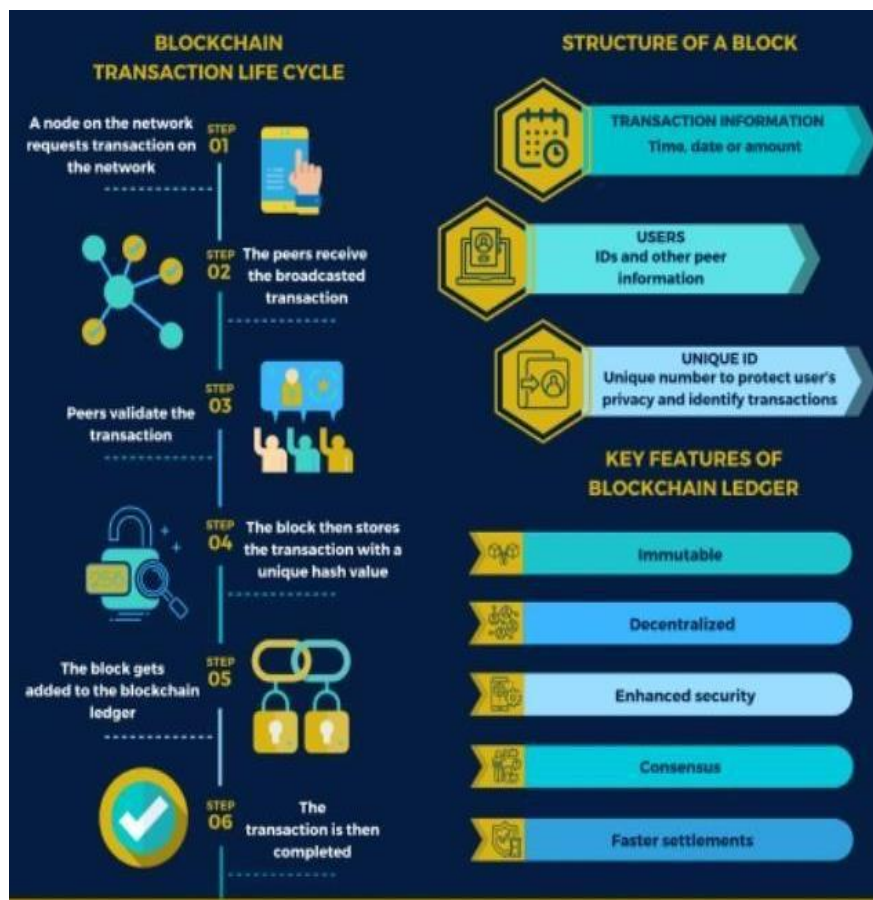 BLOCKCHAIN
TRANSACTION LIFE CYCLE
A node on the network
requests transaction on
the network
STEP
01
STEP
02
The peers receive
the broadcasted
transaction
STEP
03
Peers validate the
transaction
256
STEP
04
The block then stores
the transaction with a
unique hash value
STEP
05
The block gets
added to the blockchain
ledger
STEP
06
The
transaction is then
completed
STRUCTURE OF A BLOCK
TRANSACTION INFORMATION
Time, date or amount
USERS
IDs and other peer
information
UNIQUE ID
Unique number to protect user's
privacy and identify transactions
KEY FEATURES OF
BLOCKCHAIN LEDGER
Immutable
Decentralized
Enhanced security
Consensus
Faster settlements